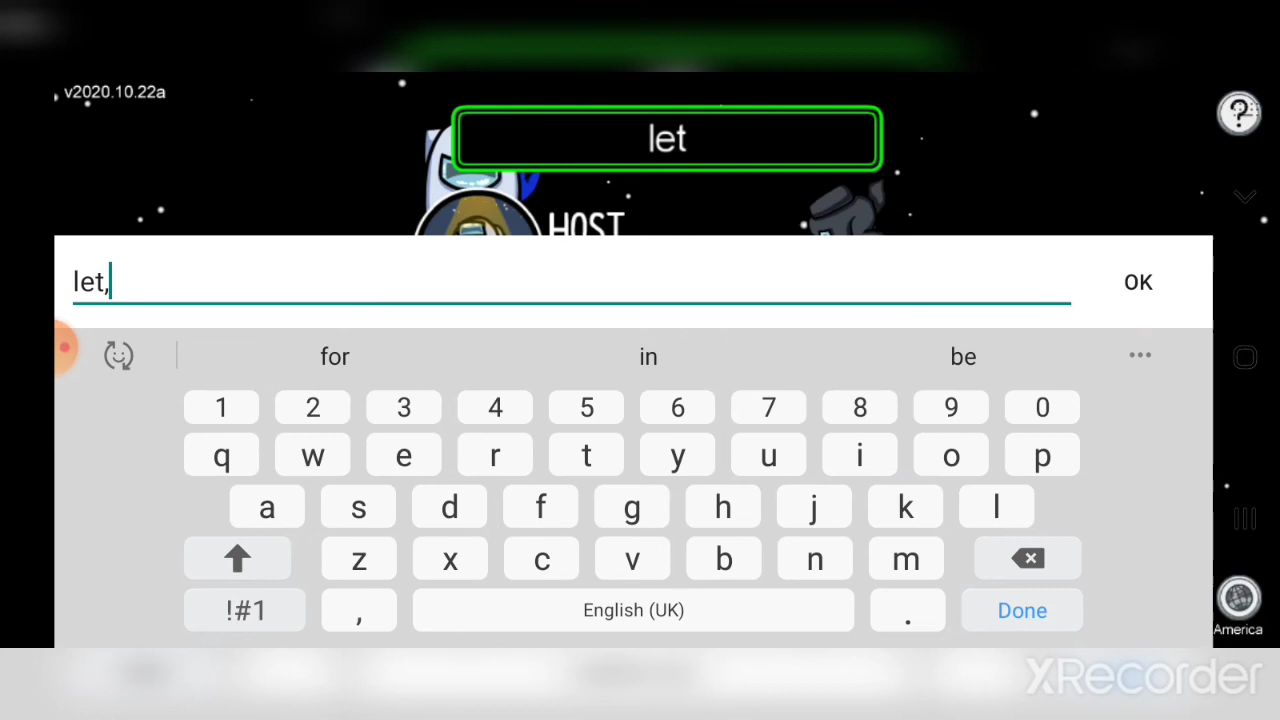 v2020.10.22a
let
?
HOST
let,
OK
for in be
1 2 3 4 5 6 7 8 9 0
q w e r t y u i o p
a s d f g h j k l
z x c v b n m
!#1 , English (UK) . Done
America
XRecorder